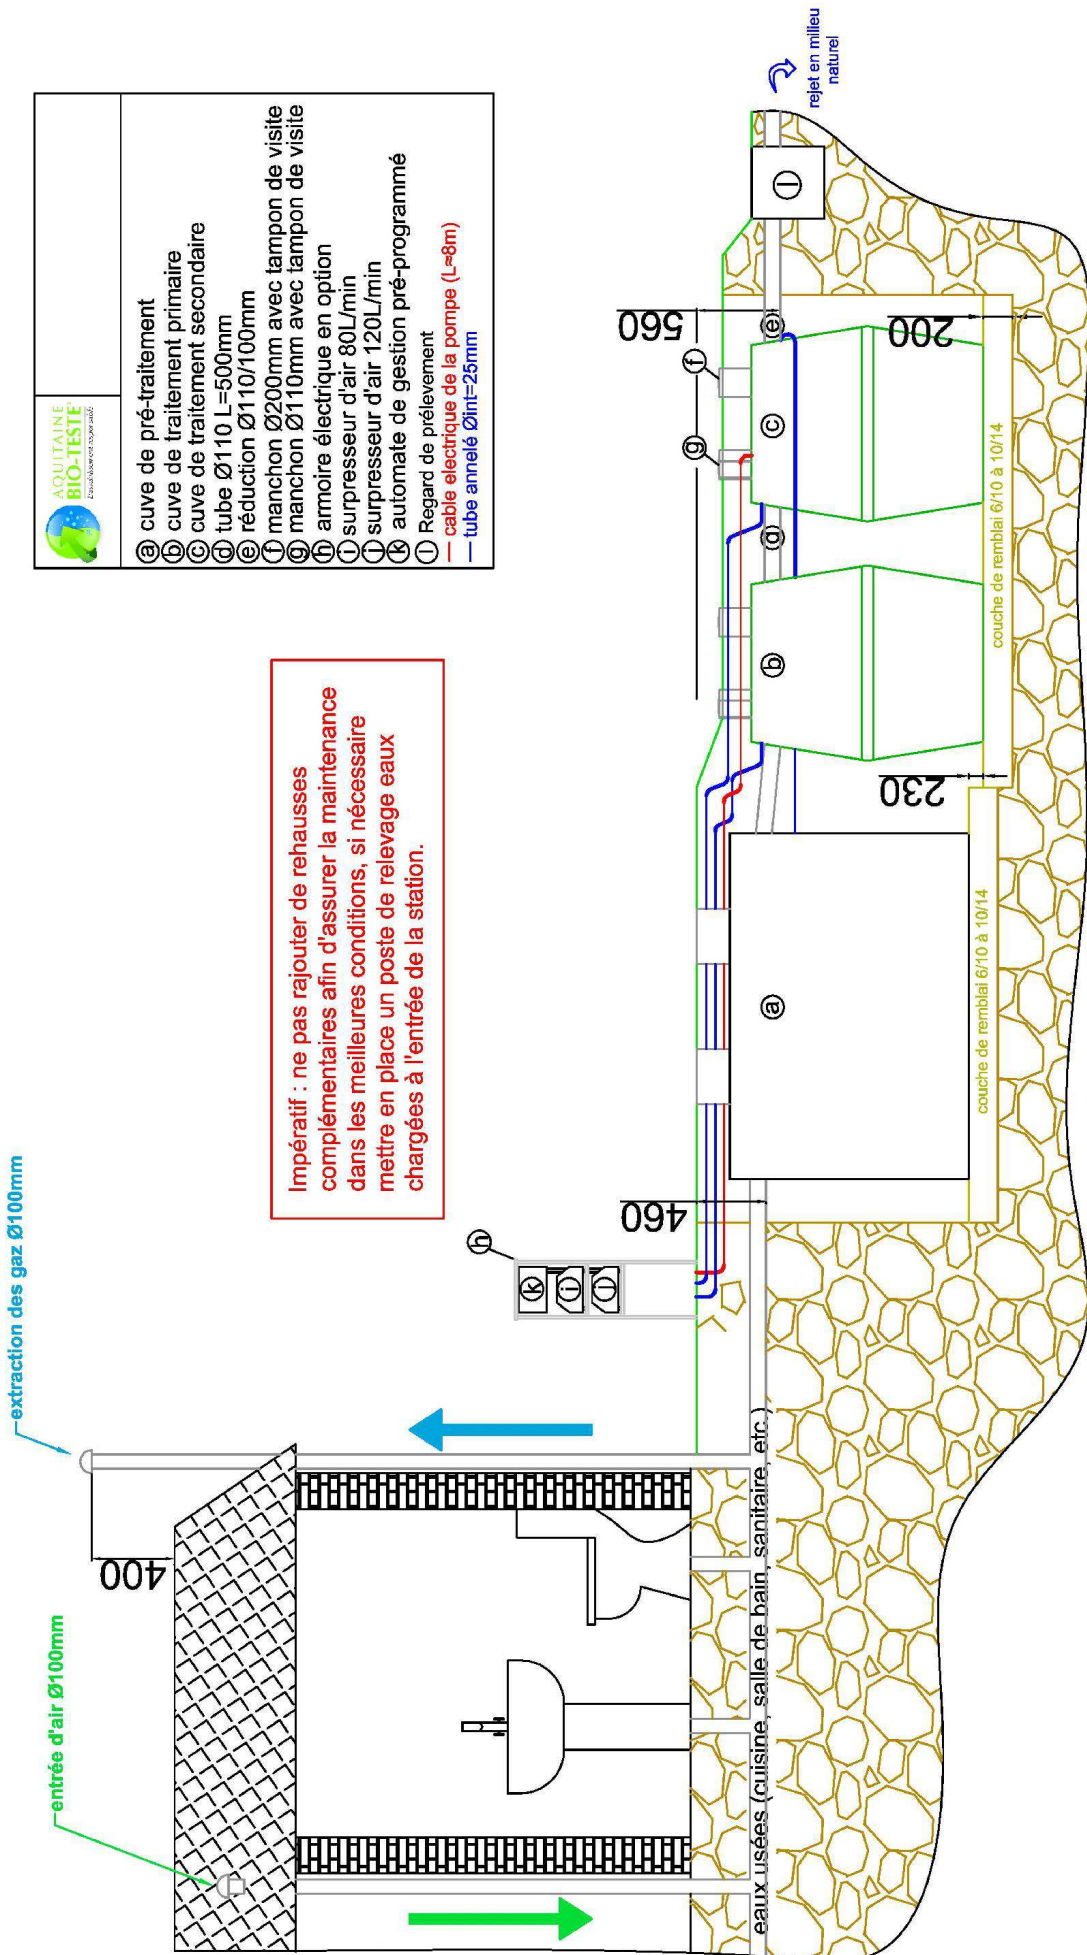 extraction des gaz Ø100mm
entrée d'air Ø100mm
400
AQUITAINE
BIO-TESTE
L'assainissement responsable
a cuve de pré-traitement
b cuve de traitement primaire
c cuve de traitement secondaire
d tube Ø110 L=500mm
e réduction Ø110/100mm
f manchon Ø200mm avec tampon de visite
g manchon Ø110mm avec tampon de visite
h armoire électrique en option
i surpresseur d'air 80L/min
j surpresseur d'air 120L/min
k automate de gestion pré-programmé
l Regard de prélevement
cable electrique de la pompe (L≈8m)
tube annelé Øint=25mm
Impératif : ne pas rajouter de rehausses
complémentaires afin d'assurer la maintenance
dans les meilleures conditions, si nécessaire
mettre en place un poste de relevage eaux
chargées à l'entrée de la station.
h
k
i
j
460
560
g
f
a
b
d
c
e
l
230
200
rejet en milieu
naturel
eaux usées (cuisine, salle de bain, sanitaire, etc.)
couche de remblai 6/10 à 10/14
couche de remblai 6/10 à 10/14